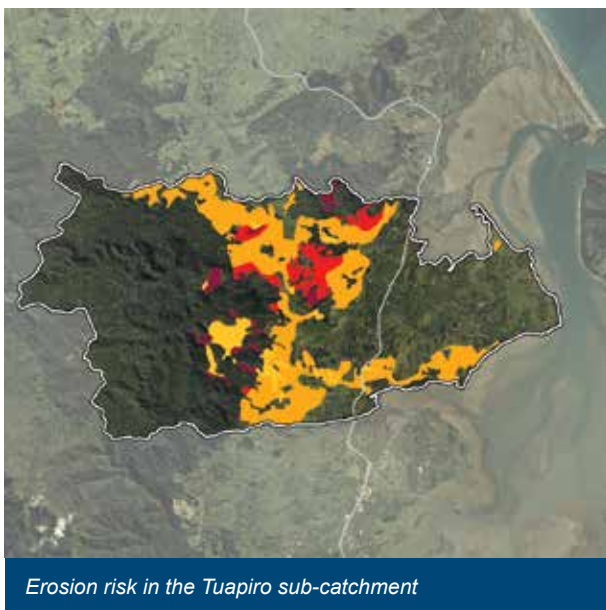 Erosion risk in the Tuapiro sub-catchment